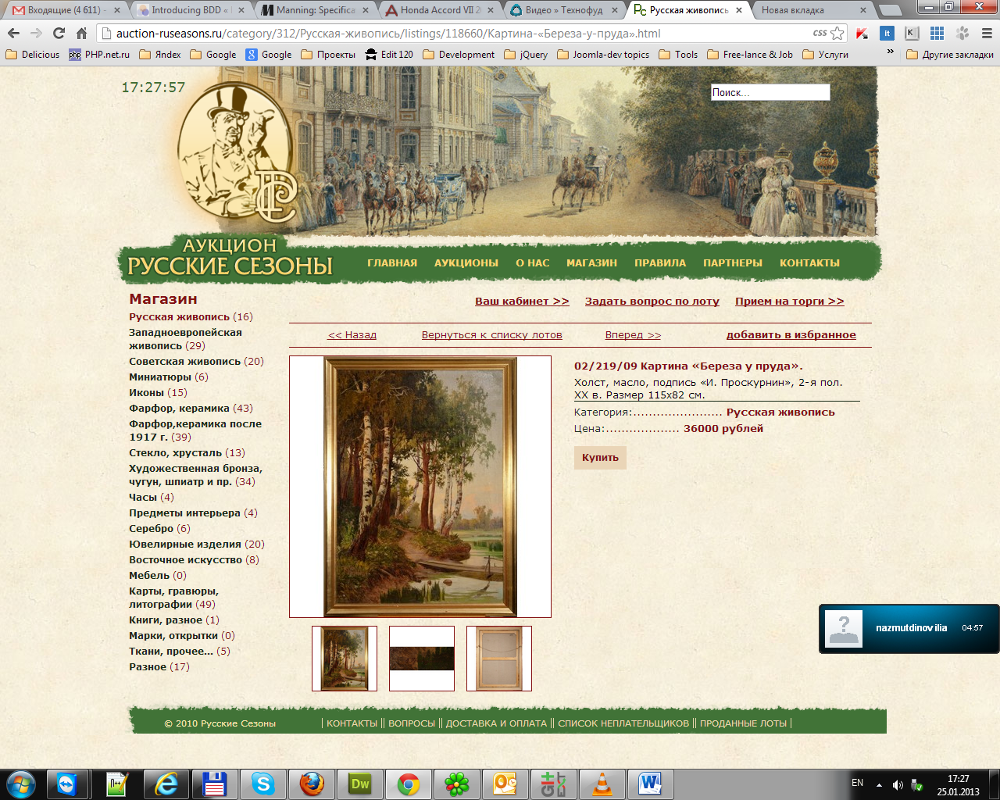 Входящие (4 611) -
Introducing BDD «
Manning: Specifica
Honda Accord VII 2
Видео » Технофуд
Русская живопись
Новая вкладка
auction-ruseasons.ru/category/312/Русская-живопись/listings/118660/Картина-«Береза-у-пруда».html
Delicious
PHP.net.ru
Яndex
Google
Google
Проекты
Edit 120
Development
jQuery
Joomla-dev topics
Tools
Free-lance & Job
Услуги
»
Другие закладки
17:27:57
Поиск...
АУКЦИОН
РУССКИЕ СЕЗОНЫ
ГЛАВНАЯ
АУКЦИОНЫ
О НАС
МАГАЗИН
ПРАВИЛА
ПАРТНЕРЫ
КОНТАКТЫ
Магазин
Русская живопись (16)
Западноевропейская
живопись (29)
Советская живопись (20)
Миниатюры (6)
Иконы (15)
Фарфор, керамика (43)
Фарфор,керамика после
1917 г. (39)
Стекло, хрусталь (13)
Художественная бронза,
чугун, шпиатр и пр. (34)
Часы (4)
Предметы интерьера (4)
Серебро (6)
Ювелирные изделия (20)
Восточное искусство (8)
Мебель (0)
Карты, гравюры,
литографии (49)
Книги, разное (1)
Марки, открытки (0)
Ткани, прочее... (5)
Разное (17)
Ваш кабинет >>
Задать вопрос по лоту
Прием на торги >>
<< Назад
Вернуться к списку лотов
Вперед >>
добавить в избранное
02/219/09 Картина «Береза у пруда».
Холст, масло, подпись «И. Проскурнин», 2-я пол.
XX в. Размер 115х82 см.
Категория:....................... Русская живопись
Цена:................... 36000 рублей
Купить
nazmutdinov ilia 04:57
© 2010 Русские Сезоны
| КОНТАКТЫ || ВОПРОСЫ || ДОСТАВКА И ОПЛАТА || СПИСОК НЕПЛАТЕЛЬЩИКОВ || ПРОДАННЫЕ ЛОТЫ |
EN
17:27
25.01.2013